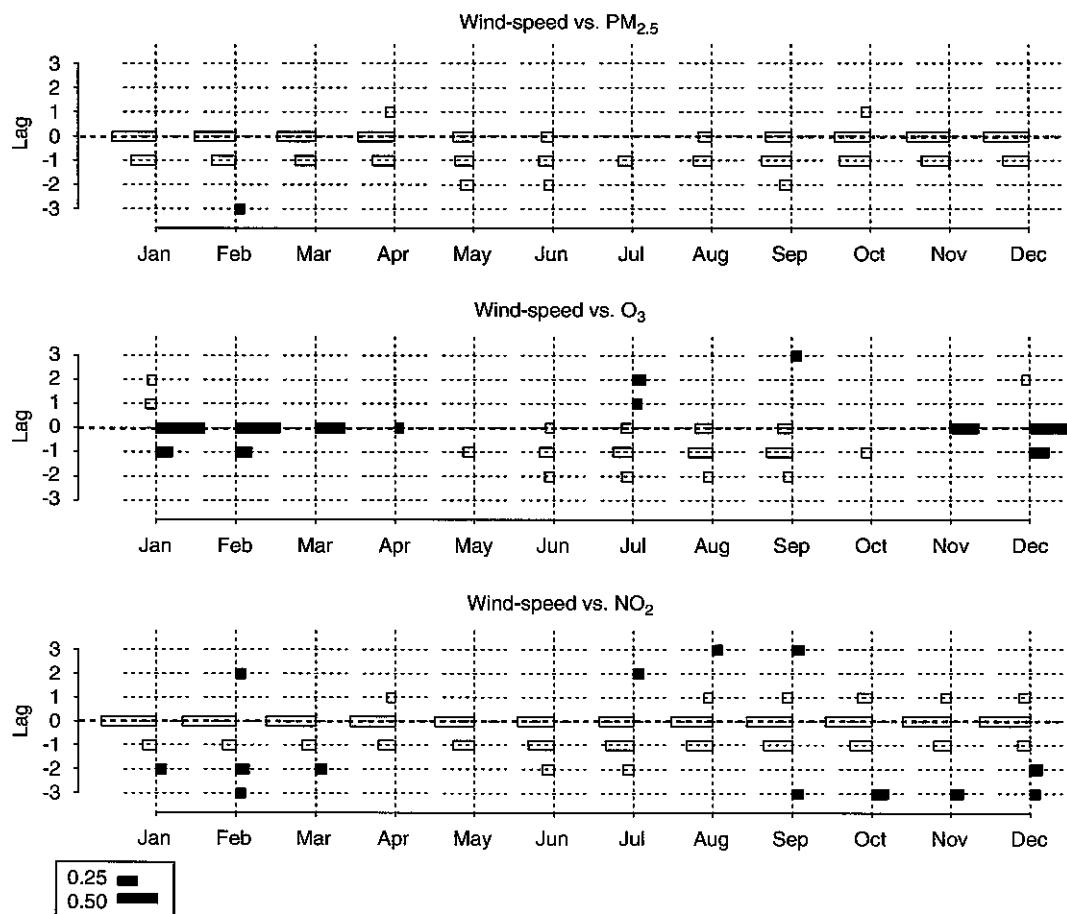 Wind-speed vs. PM2.5
Lag
3
2
1
0
-1
-2
-3
Jan Feb Mar Apr May Jun Jul Aug Sep Oct Nov Dec
Wind-speed vs. O3
Lag
3
2
1
0
-1
-2
-3
Jan Feb Mar Apr May Jun Jul Aug Sep Oct Nov Dec
Wind-speed vs. NO2
Lag
3
2
1
0
-1
-2
-3
Jan Feb Mar Apr May Jun Jul Aug Sep Oct Nov Dec
0.25
0.50